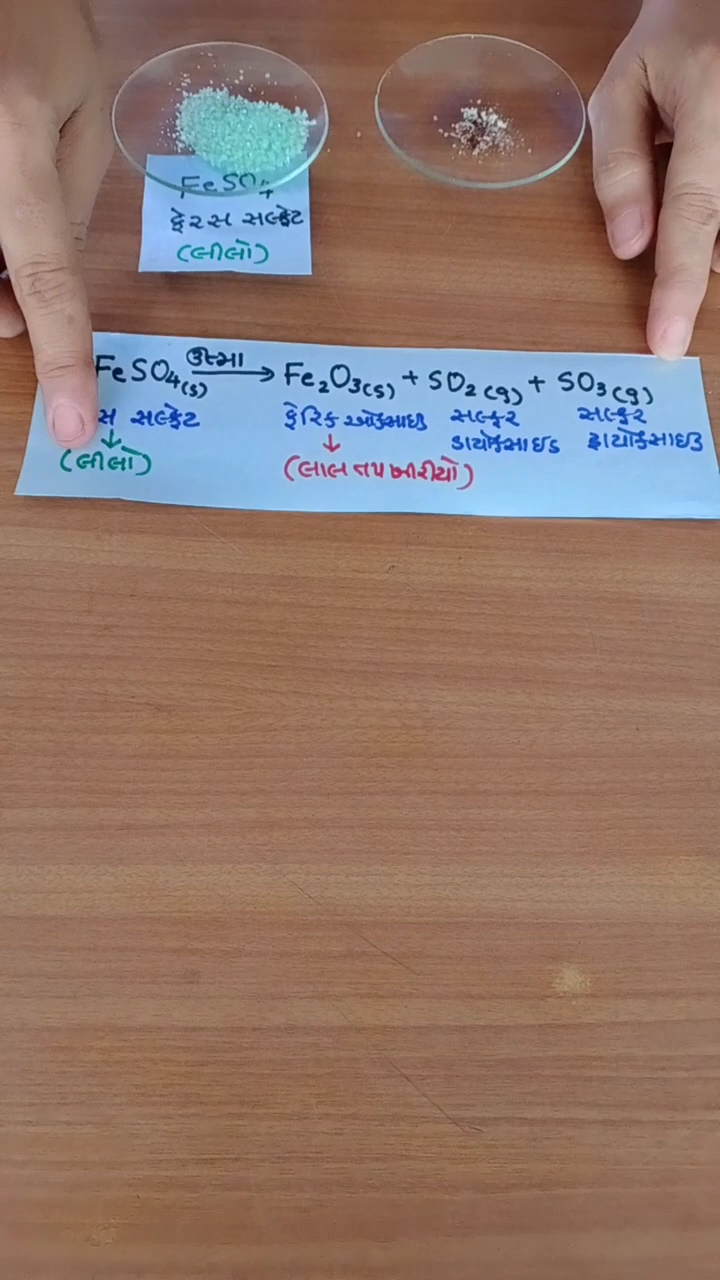 FeSO4
ફેરસ સલ્ફેટ
(લીલો)
FeSO4(s) ઉષ્મા → Fe2O3(s) + SO2(g) + SO3(g)
સ સલ્ફેટ ફેરિક ઓક્સાઇડ સલ્ફર સલ્ફર
↓ ↓ ડાયોક્સાઇડ ટ્રાયોક્સાઇડ
(લીલો) (લાલ તપખીરીયો)